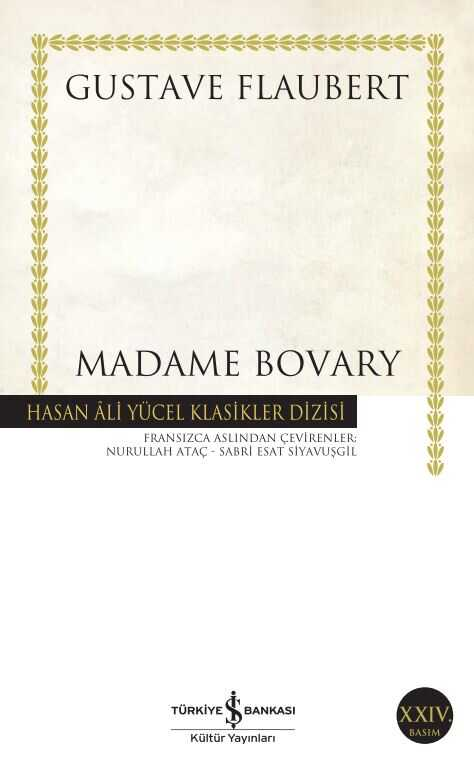 GUSTAVE FLAUBERT
MADAME BOVARY
HASAN ÂLİ YÜCEL KLASİKLER DİZİSİ
FRANSIZCA ASLINDAN ÇEVİRENLER:
NURULLAH ATAÇ - SABRİ ESAT SİYAVUŞGİL
TÜRKİYE İŞ BANKASI
Kültür Yayınları
XXIV.
BASIM